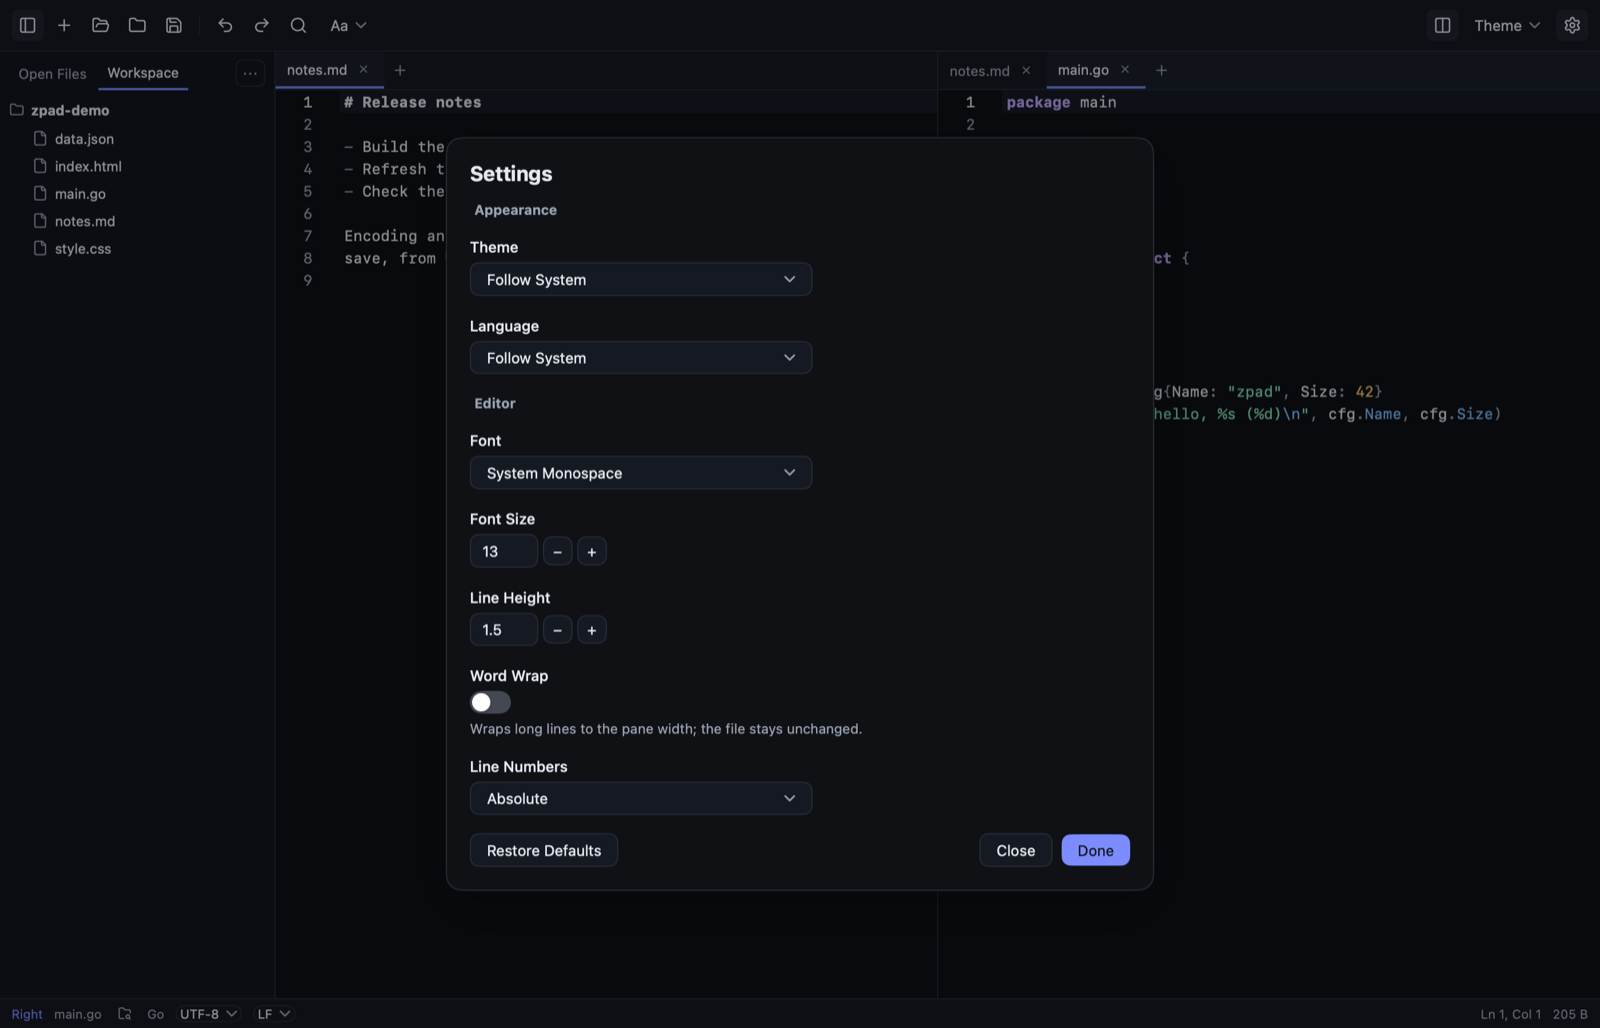 Aa
Theme
Open Files
Workspace
...
zpad-demo
data.json
index.html
main.go
notes.md
style.css
notes.md × +
1 # Release notes
2
3 - Build the
4 - Refresh t
5 - Check the
6
7 Encoding an
8 save, from
9
notes.md × main.go × +
1 package main
2
ct {
g{Name: "zpad", Size: 42}
hello, %s (%d)\n", cfg.Name, cfg.Size)
Settings
Appearance
Theme
Follow System
Language
Follow System
Editor
Font
System Monospace
Font Size
13 − +
Line Height
1.5 − +
Word Wrap
Wraps long lines to the pane width; the file stays unchanged.
Line Numbers
Absolute
Restore Defaults
Close
Done
Right main.go Go UTF-8 LF
Ln 1, Col 1 205 B